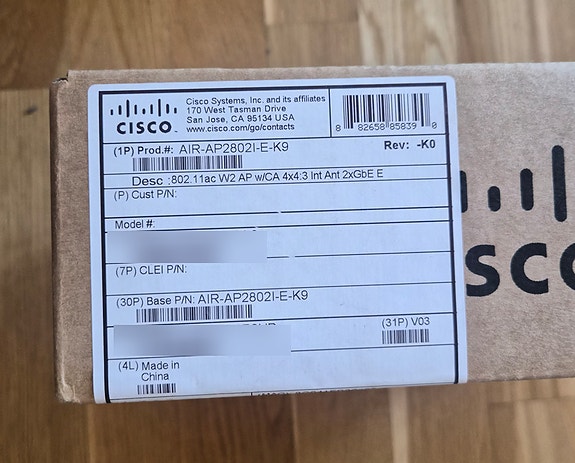 CISCO
Cisco Systems, Inc. and its affiliates
170 West Tasman Drive
San Jose, CA 95134 USA
www.cisco.com/go/contacts
8 82658 85839 0
(1P) Prod.#: AIR-AP2802I-E-K9
Rev: -K0
Desc :802.11ac W2 AP w/CA 4x4:3 Int Ant 2xGbE E
(P) Cust P/N:
Model #:
(7P) CLEI P/N:
(30P) Base P/N: AIR-AP2802I-E-K9
(31P) V03
(4L) Made in
China